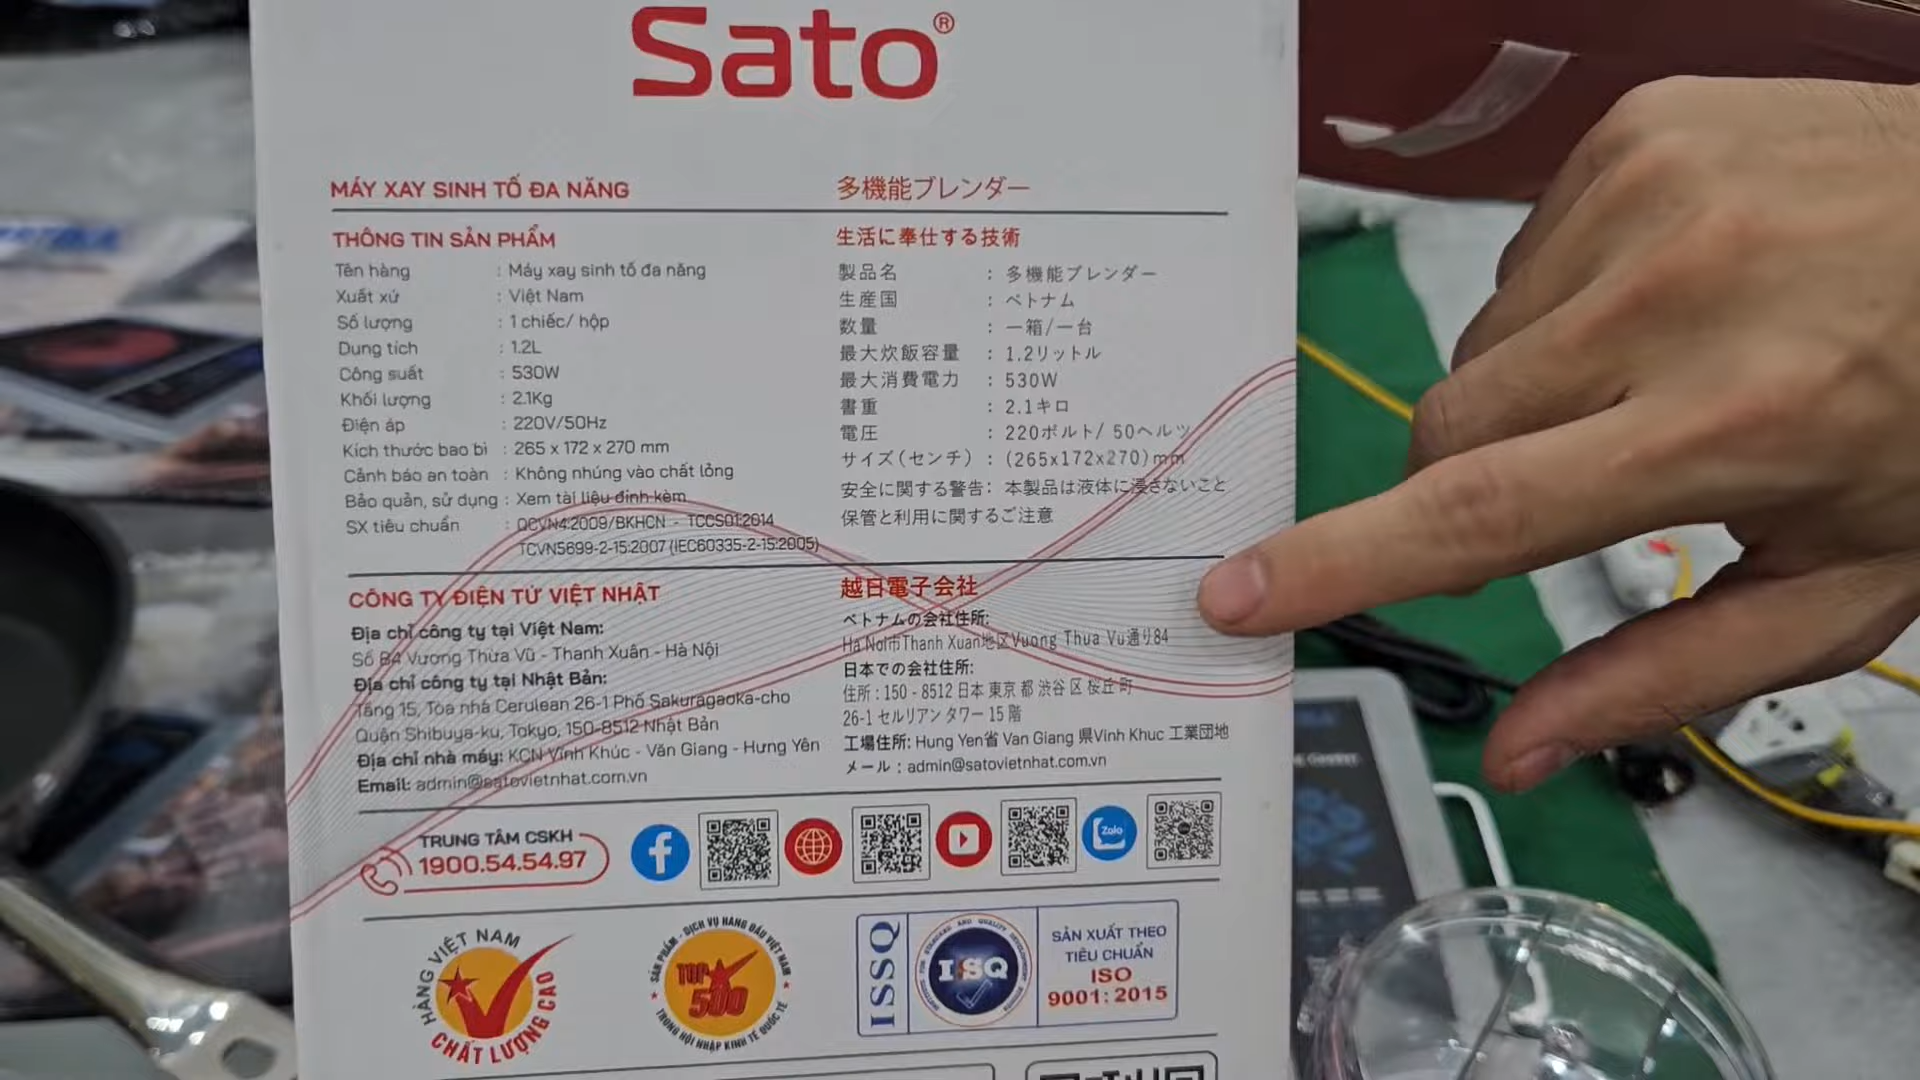 Sato®
MÁY XAY SINH TỐ ĐA NĂNG
THÔNG TIN SẢN PHẨM
Tên hàng : Máy xay sinh tố đa năng
Xuất xứ : Việt Nam
Số lượng : 1 chiếc/ hộp
Dung tích : 1.2L
Công suất : 530W
Khối lượng : 2.1Kg
Điện áp : 220V/50Hz
Kích thước bao bì : 265 x 172 x 270 mm
Cảnh báo an toàn : Không nhúng vào chất lỏng
Bảo quản, sử dụng : Xem tài liệu đính kèm
SX tiêu chuẩn : QCVN4:2009/BKHCN - TCCS01:2014
TCVN5699-2-15:2007 (IEC60335-2-15:2005)
多機能ブレンダー
生活に奉仕する技術
製品名 : 多機能ブレンダー
生産国 : ベトナム
数量 : 一箱/一台
最大炊飯容量 : 1.2リットル
最大消費電力 : 530W
書重 : 2.1キロ
電圧 : 220ボルト/ 50ヘルツ
サイズ(センチ) : (265x172x270)mm
安全に関する警告: 本製品は液体に浸さないこと
保管と利用に関するご注意
CÔNG TY ĐIỆN TỬ VIỆT NHẬT
Địa chỉ công ty tại Việt Nam:
Số 84 Vương Thừa Vũ - Thanh Xuân - Hà Nội
Địa chỉ công ty tại Nhật Bản:
Tầng 15, Tòa nhà Cerulean 26-1 Phố Sakuragaoka-cho
Quận Shibuya-ku, Tokyo, 150-8512 Nhật Bản
Địa chỉ nhà máy: KCN Vĩnh Khúc - Văn Giang - Hưng Yên
Email: admin@satovietnhat.com.vn
越日電子会社
ベトナムの会社住所:
Ha Noi市Thanh Xuan地区Vuong Thua Vu通り84
日本での会社住所:
住所 : 150 - 8512 日本 東京 都 渋谷 区 桜丘 町
26-1 セルリアン タワー 15 階
工場住所: Hung Yen省 Van Giang 県Vinh Khuc 工業団地
メール : admin@satovietnhat.com.vn
TRUNG TÂM CSKH
1900.54.54.97
Zalo
HÀNG VIỆT NAM
CHẤT LƯỢNG CAO
SẢN PHẨM - DỊCH VỤ HÀNG ĐẦU VIỆT NAM
TOP
500
TRONG HỘI NHẬP KINH TẾ QUỐC TẾ
ISSQ
ISSQ
SẢN XUẤT THEO
TIÊU CHUẨN
ISO
9001: 2015